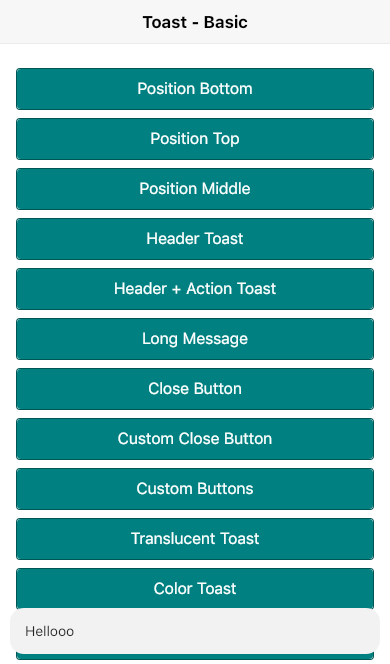 Toast - Basic
Position Bottom
Position Top
Position Middle
Header Toast
Header + Action Toast
Long Message
Close Button
Custom Close Button
Custom Buttons
Translucent Toast
Color Toast
Hellooo